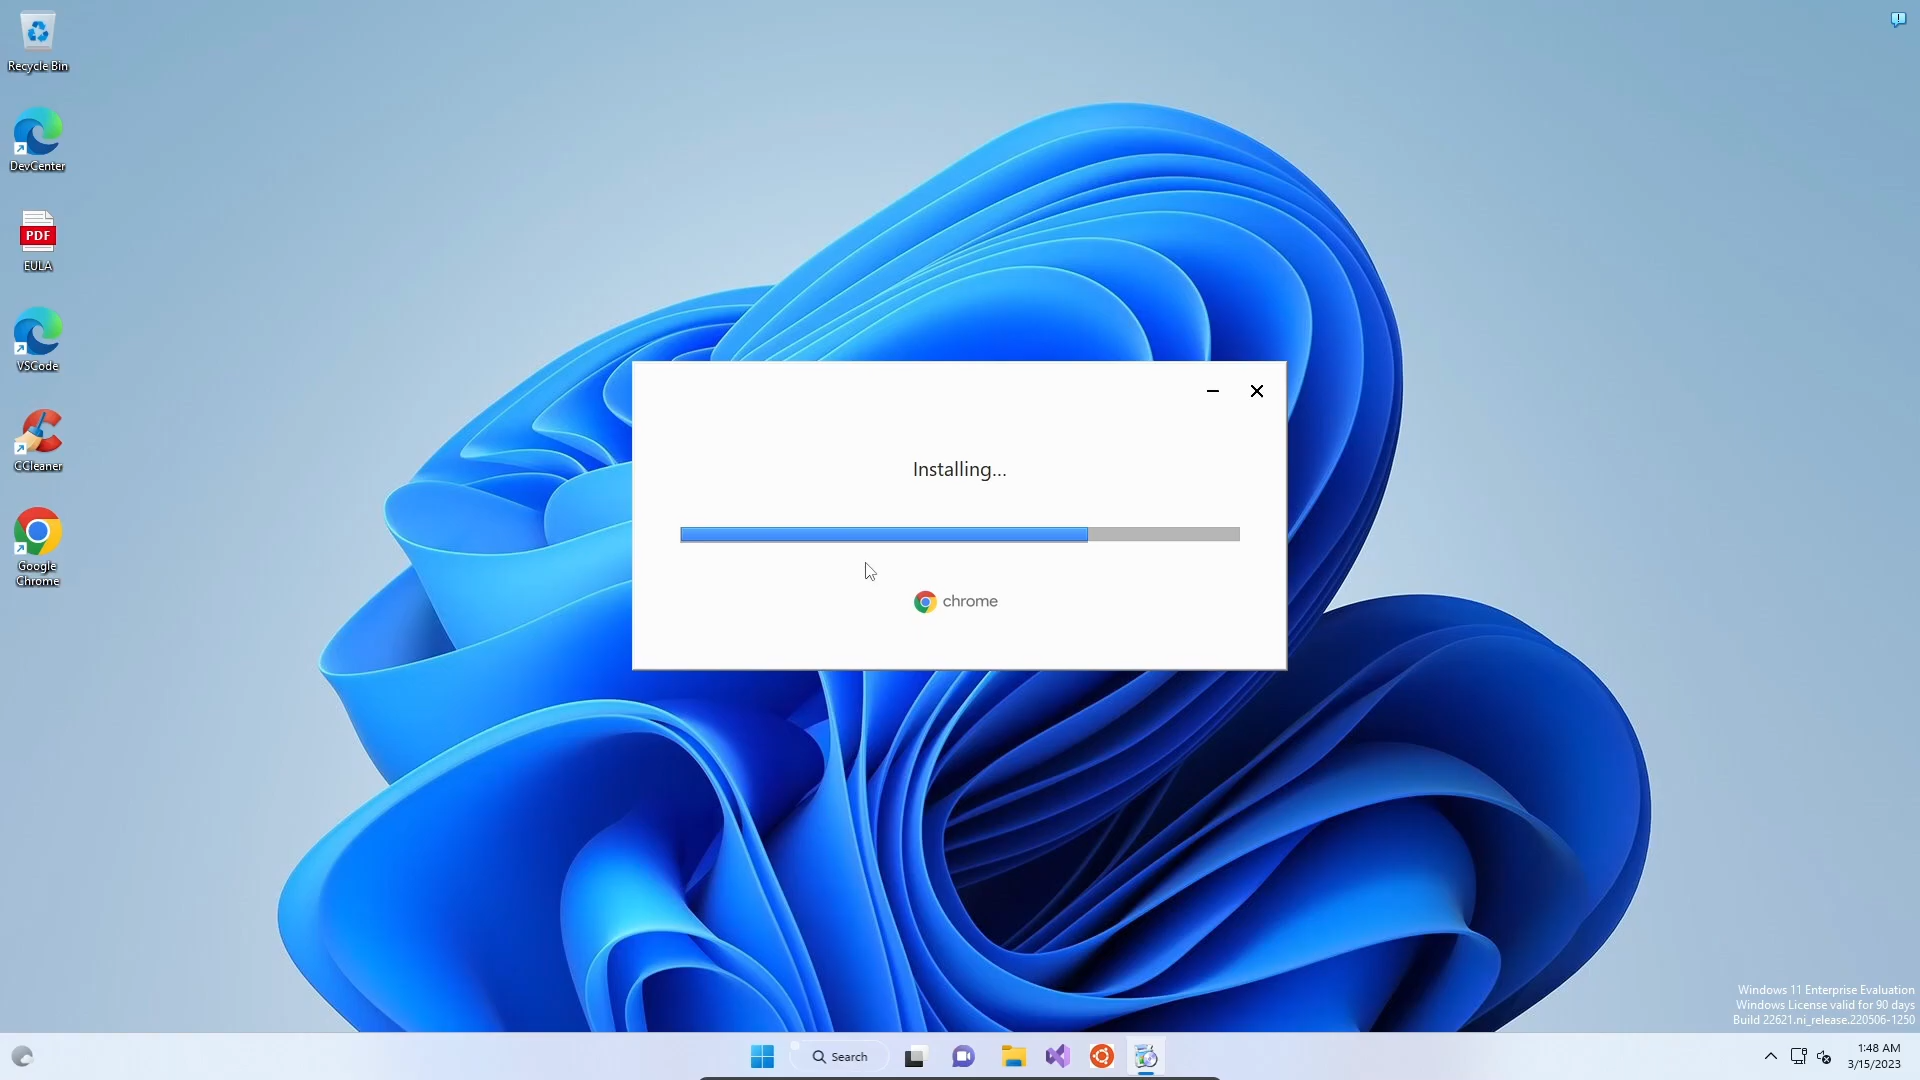 Recycle Bin
DevCenter
PDF
EULA
VSCode
CCleaner
Google
Chrome
Installing...
chrome
Windows 11 Enterprise Evaluation
Windows License valid for 90 days
Build 22621.ni_release.220506-1250
Search
1:48 AM
3/15/2023